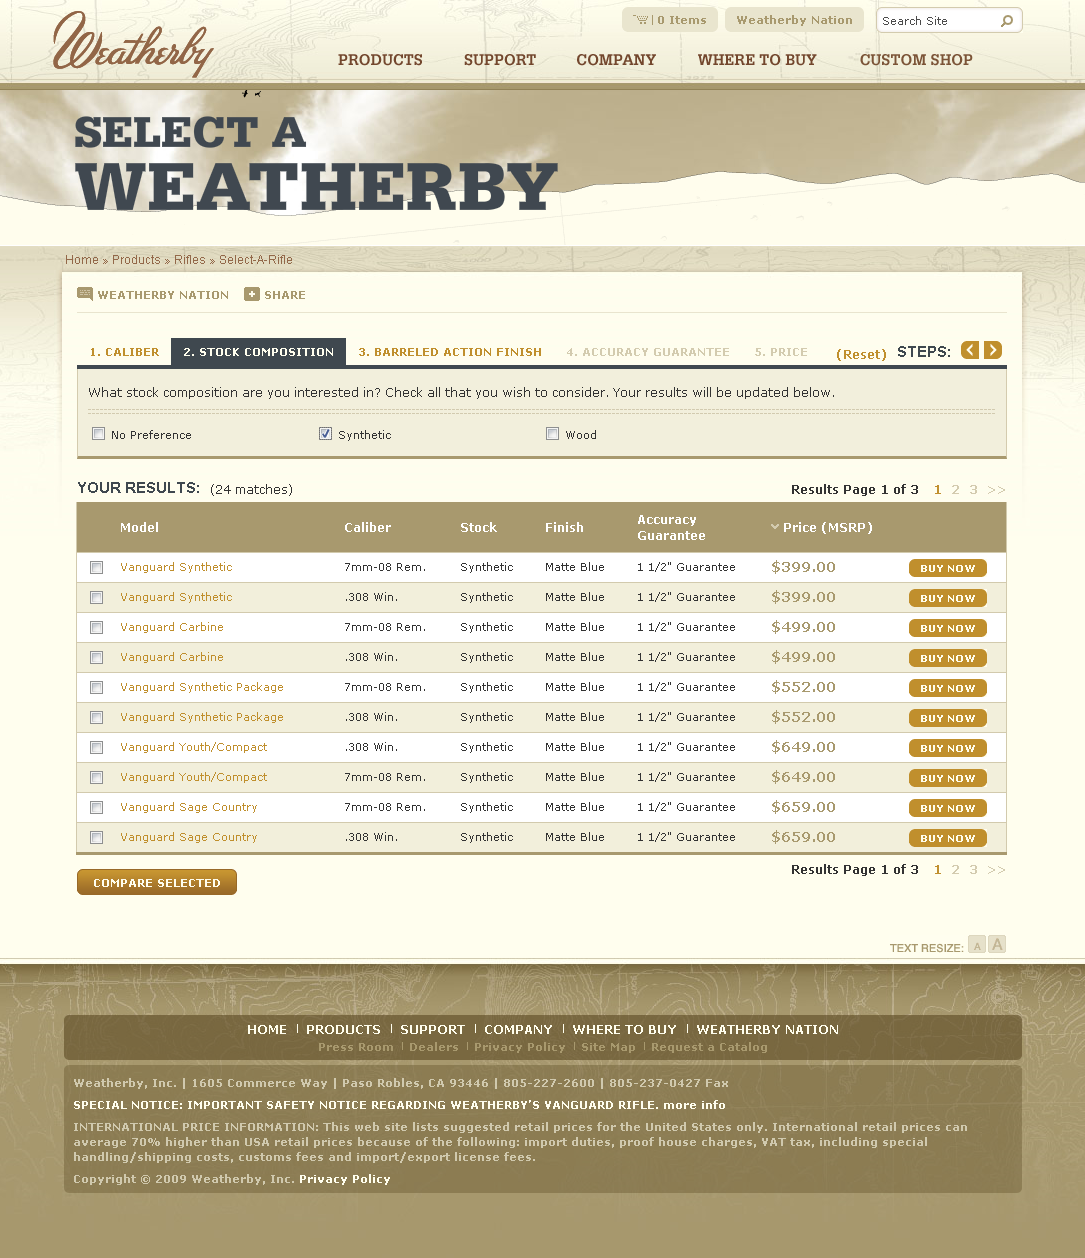 Weatherby
0 Items
Weatherby Nation
Search Site
PRODUCTS SUPPORT COMPANY WHERE TO BUY CUSTOM SHOP
SELECT A
WEATHERBY
Home » Products » Rifles » Select-A-Rifle
WEATHERBY NATION SHARE
1. CALIBER 2. STOCK COMPOSITION 3. BARRELED ACTION FINISH 4. ACCURACY GUARANTEE 5. PRICE (Reset) STEPS:
What stock composition are you interested in? Check all that you wish to consider. Your results will be updated below.
No Preference Synthetic Wood
YOUR RESULTS: (24 matches) Results Page 1 of 3 1 2 3 >>
Model Caliber Stock Finish Accuracy Guarantee Price (MSRP)
Vanguard Synthetic 7mm-08 Rem. Synthetic Matte Blue 1 1/2" Guarantee $399.00 BUY NOW
Vanguard Synthetic .308 Win. Synthetic Matte Blue 1 1/2" Guarantee $399.00 BUY NOW
Vanguard Carbine 7mm-08 Rem. Synthetic Matte Blue 1 1/2" Guarantee $499.00 BUY NOW
Vanguard Carbine .308 Win. Synthetic Matte Blue 1 1/2" Guarantee $499.00 BUY NOW
Vanguard Synthetic Package 7mm-08 Rem. Synthetic Matte Blue 1 1/2" Guarantee $552.00 BUY NOW
Vanguard Synthetic Package .308 Win. Synthetic Matte Blue 1 1/2" Guarantee $552.00 BUY NOW
Vanguard Youth/Compact .308 Win. Synthetic Matte Blue 1 1/2" Guarantee $649.00 BUY NOW
Vanguard Youth/Compact 7mm-08 Rem. Synthetic Matte Blue 1 1/2" Guarantee $649.00 BUY NOW
Vanguard Sage Country 7mm-08 Rem. Synthetic Matte Blue 1 1/2" Guarantee $659.00 BUY NOW
Vanguard Sage Country .308 Win. Synthetic Matte Blue 1 1/2" Guarantee $659.00 BUY NOW
Results Page 1 of 3 1 2 3 >>
COMPARE SELECTED
TEXT RESIZE: A A
HOME | PRODUCTS | SUPPORT | COMPANY | WHERE TO BUY | WEATHERBY NATION
Press Room | Dealers | Privacy Policy | Site Map | Request a Catalog
Weatherby, Inc. | 1605 Commerce Way | Paso Robles, CA 93446 | 805-227-2600 | 805-237-0427 Fax
SPECIAL NOTICE: IMPORTANT SAFETY NOTICE REGARDING WEATHERBY'S VANGUARD RIFLE. more info
INTERNATIONAL PRICE INFORMATION: This web site lists suggested retail prices for the United States only. International retail prices can
average 70% higher than USA retail prices because of the following: import duties, proof house charges, VAT tax, including special
handling/shipping costs, customs fees and import/export license fees.
Copyright © 2009 Weatherby, Inc. Privacy Policy